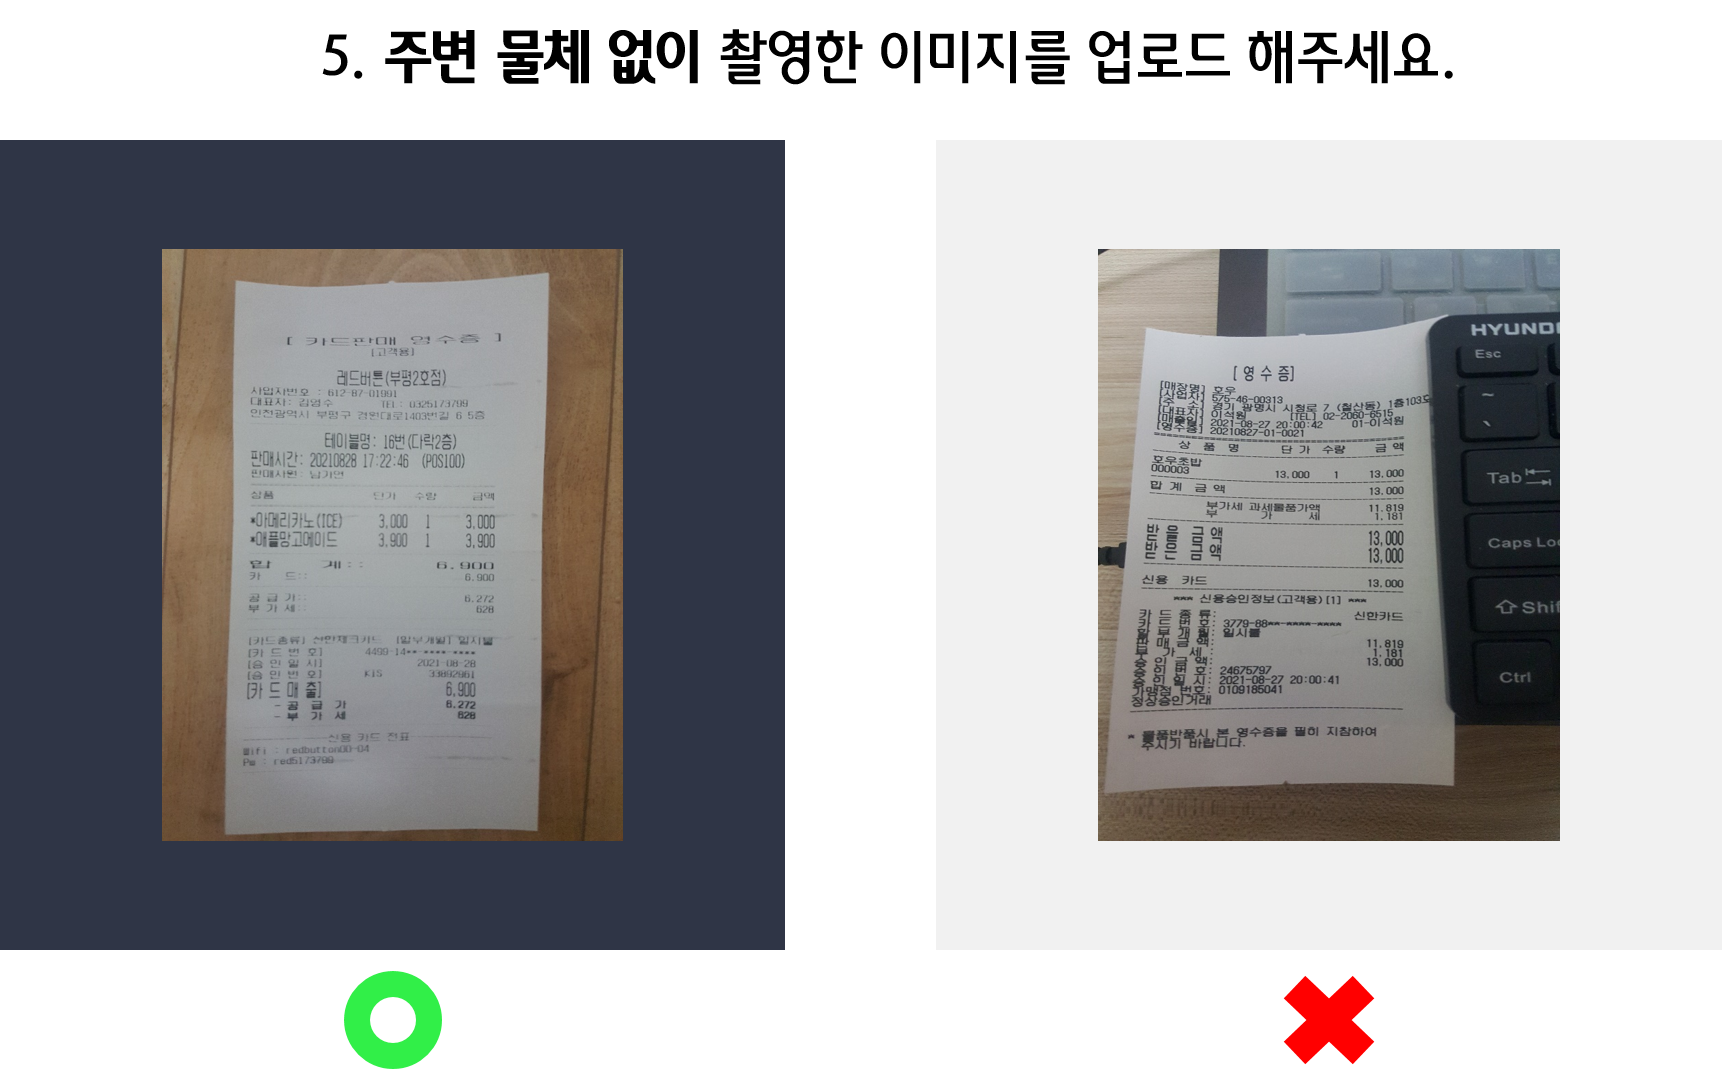 5. 주변 물체 없이 촬영한 이미지를 업로드 해주세요.
[ 카드판매 영수증 ]
[고객용]
레드버튼(부평2호점)
사업자번호 : 612-87-01991
대표자: 김영수 TEL: 0325173799
인천광역시 부평구 경원대로1403번길 6 5층
테이블명: 16번(다락2층)
판매시간: 20210828 17:22:46 (POS100)
판매사원: 남가연
상품 단가 수량 금액
*아메리카노(ICE) 3,000 1 3,000
*애플망고에이드 3,900 1 3,900
합 계:: 6,900
카 드:: 6,900
공 급 가:: 6,272
부 가 세:: 628
[카드종류] 신한체크카드 [할부개월] 일시불
[카 드 번 호] 4499-14**-****-****
[승 인 일 시] 2021-08-28
[승 인 번 호] KIS 33892861
[카 드 매 출] 6,900
- 공 급 가 6,272
- 부 가 세 628
신용 카드 전표
Wifi : redbutton00-04
Pw : red5173799
[ 영 수 증]
[매장명] 호우
[사업자] 575-46-00313
[주 소] 경기 광명시 시청로 7 (철산동) 1층103호
[대표자] 이석원 [TEL] 02-2060-6515
[매출일] 2021-08-27 20:00:42 01-이석원
[영수증] 20210827-01-0021
상 품 명 단 가 수량 금 액
호우초밥
000003 13,000 1 13,000
합 계 금 액 13,000
부가세 과세물품가액 11,819
부 가 세 1,181
받 을 금 액 13,000
받 은 금 액 13,000
신용 카드 13,000
*** 신용승인정보(고객용)[1] ***
카 드 종 류: 신한카드
카 드 번 호: 3779-88**-****-****
할 부 개 월: 일시불
판 매 금 액: 11,819
부 가 세 : 1,181
승 인 금 액: 13,000
승 인 번 호: 24675797
승 인 일 시: 2021-08-27 20:00:41
가맹점 번호: 0109185041
정상승인거래
* 물품반품시 본 영수증을 필히 지참하여
주시기 바랍니다.
HYUND
Esc
~
Tab
Caps Loc
Shif
Ctrl